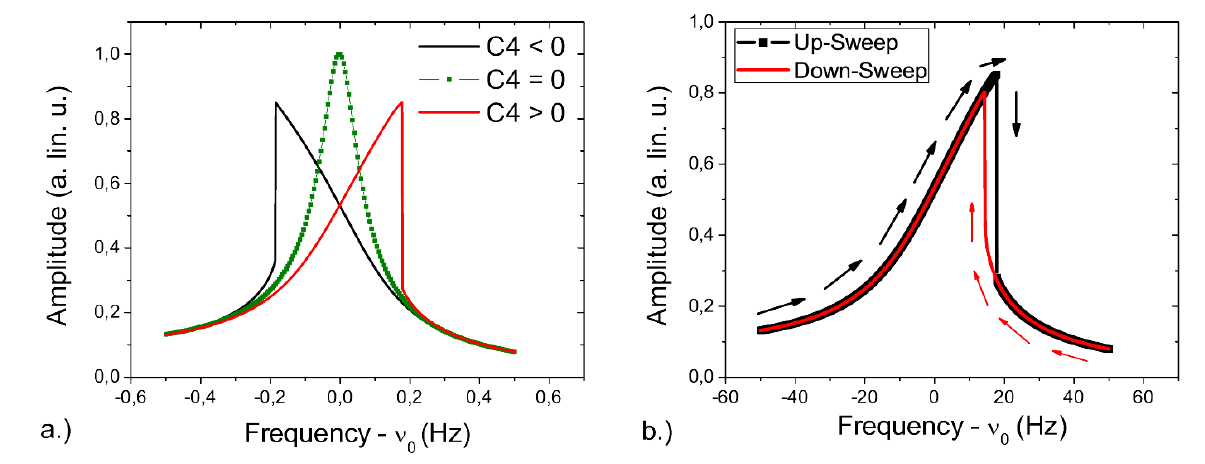 C4 < 0
C4 = 0
C4 > 0
Amplitude (a. lin. u.)
1,0
0,8
0,6
0,4
0,2
0,0
-0,6 -0,4 -0,2 0,0 0,2 0,4 0,6
Frequency - ν0 (Hz)
a.)
Up-Sweep
Down-Sweep
Amplitude (a. lin. u.)
1,0
0,8
0,6
0,4
0,2
0,0
-60 -40 -20 0 20 40 60
Frequency - ν0 (Hz)
b.)